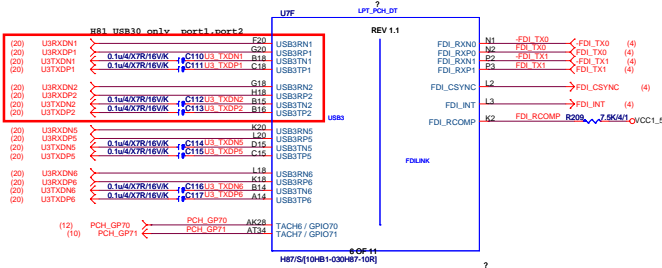 ?
U7F
LPT_PCH_DT
H81 USB30 only port1,port2
REV 1.1
(20) U3RXDN1 F20 USB3RN1 FDI_RXN0 N1 -FDI_TX0 -FDI_TX0 (4)
(20) U3RXDP1 G20 USB3RP1 FDI_RXP0 N2 FDI_TX0 FDI_TX0 (4)
(20) U3TXDN1 0.1u/4/X7R/16V/K C110 U3_TXDN1 B18 USB3TN1 FDI_RXN1 P2 -FDI_TX1 -FDI_TX1 (4)
(20) U3TXDP1 0.1u/4/X7R/16V/K C111 U3_TXDP1 C18 USB3TP1 FDI_RXP1 P3 FDI_TX1 FDI_TX1 (4)
(20) U3RXDN2 G18 USB3RN2 FDI_CSYNC L2 FDI_CSYNC (4)
(20) U3RXDP2 H18 USB3RP2
(20) U3TXDN2 0.1u/4/X7R/16V/K C112 U3_TXDN2 B15 USB3TN2 FDI_INT L3 FDI_INT (4)
(20) U3TXDP2 0.1u/4/X7R/16V/K C113 U3_TXDP2 B16 USB3TP2
USB3 FDI_RCOMP K2 FDI_RCOMP R209 7.5K/4/1 VCC1_5
(20) U3RXDN5 K20 USB3RN5
(20) U3RXDP5 L20 USB3RP5
(20) U3TXDN5 0.1u/4/X7R/16V/K C114 U3_TXDN5 D15 USB3TN5
(20) U3TXDP5 0.1u/4/X7R/16V/K C115 U3_TXDP5 C15 USB3TP5
FDILINK
(20) U3RXDN6 L18 USB3RN6
(20) U3RXDP6 K18 USB3RP6
(20) U3TXDN6 0.1u/4/X7R/16V/K C116 U3_TXDN6 B14 USB3TN6
(20) U3TXDP6 0.1u/4/X7R/16V/K C117 U3_TXDP6 A14 USB3TP6
(12) PCH_GP70 PCH_GP70 AK28 TACH6 / GPIO70
(10) PCH_GP71 PCH_GP71 AT34 TACH7 / GPIO71
6 OF 11
H87/S/[10HB1-030H87-10R]
?